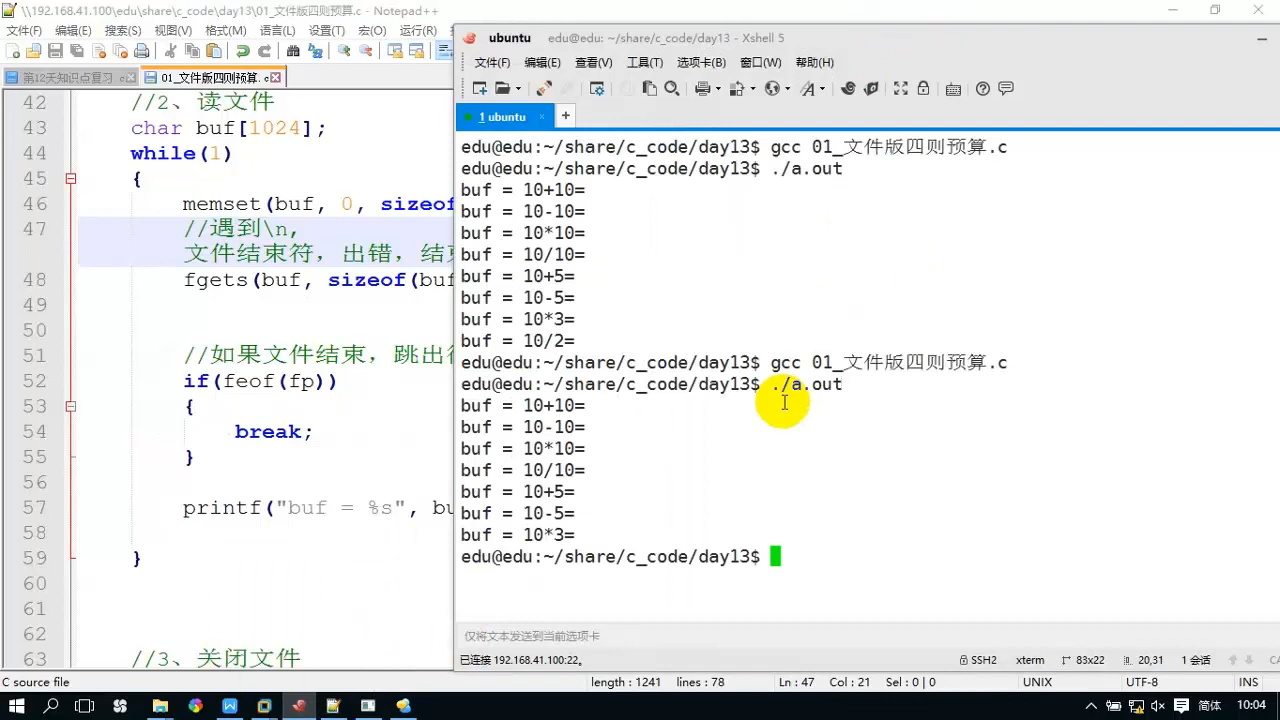 \\192.168.41.100\edu\share\c_code\day13\01_文件版四则预算.c - Notepad++
文件(F) 编辑(E) 搜索(S) 视图(V) 格式(M) 语言(L) 设置(T) 宏(O) 运行(R)
第12天知识点复习 01_文件版四则预算.c
42 //2、读文件
43 char buf[1024];
44 while(1)
45 {
46 memset(buf, 0, sizeof
47 //遇到\n,
文件结束符，出错，结
48 fgets(buf, sizeof(buf
49
50
51 //如果文件结束，跳出
52 if(feof(fp))
53 {
54 break;
55 }
56
57 printf("buf = %s", bu
58
59 }
60
61
62
63 //3、关闭文件
C source file
ubuntu edu@edu: ~/share/c_code/day13 - Xshell 5
文件(F) 编辑(E) 查看(V) 工具(T) 选项卡(B) 窗口(W) 帮助(H)
1 ubuntu
edu@edu:~/share/c_code/day13$ gcc 01_文件版四则预算.c
edu@edu:~/share/c_code/day13$ ./a.out
buf = 10+10=
buf = 10-10=
buf = 10*10=
buf = 10/10=
buf = 10+5=
buf = 10-5=
buf = 10*3=
buf = 10/2=
edu@edu:~/share/c_code/day13$ gcc 01_文件版四则预算.c
edu@edu:~/share/c_code/day13$ ./a.out
buf = 10+10=
buf = 10-10=
buf = 10*10=
buf = 10/10=
buf = 10+5=
buf = 10-5=
buf = 10*3=
edu@edu:~/share/c_code/day13$
仅将文本发送到当前选项卡
已连接 192.168.41.100:22。 SSH2 xterm 83x22 20,31 1 会话
length : 1241 lines : 78 Ln : 47 Col : 21 Sel : 0 | 0 UNIX UTF-8 INS
简体 10:04